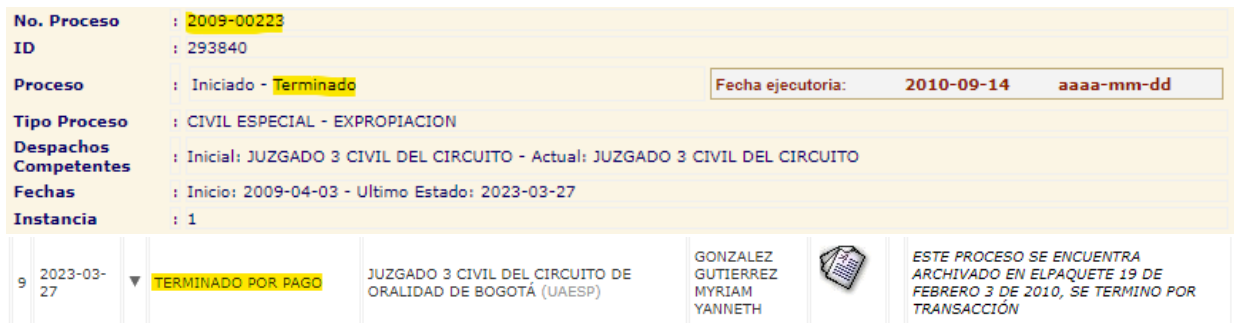 No. Proceso : 2009-00223
ID : 293840
Proceso : Iniciado - Terminado Fecha ejecutoria: 2010-09-14 aaaa-mm-dd
Tipo Proceso : CIVIL ESPECIAL - EXPROPIACION
Despachos
Competentes : Inicial: JUZGADO 3 CIVIL DEL CIRCUITO - Actual: JUZGADO 3 CIVIL DEL CIRCUITO
Fechas : Inicio: 2009-04-03 - Ultimo Estado: 2023-03-27
Instancia : 1
9 2023-03-
27 ▼ TERMINADO POR PAGO
JUZGADO 3 CIVIL DEL CIRCUITO DE
ORALIDAD DE BOGOTÁ (UAESP)
GONZALEZ
GUTIERREZ
MYRIAM
YANNETH
ESTE PROCESO SE ENCUENTRA
ARCHIVADO EN ELPAQUETE 19 DE
FEBRERO 3 DE 2010, SE TERMINO POR
TRANSACCIÓN